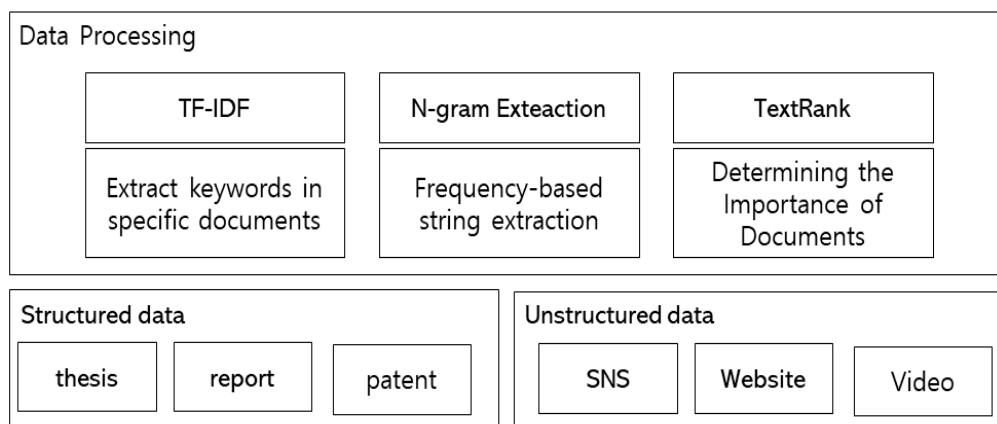 Data Processing
TF-IDF
N-gram Exteaction
TextRank
Extract keywords in
specific documents
Frequency-based
string extraction
Determining the
Importance of
Documents
Structured data
thesis
report
patent
Unstructured data
SNS
Website
Video